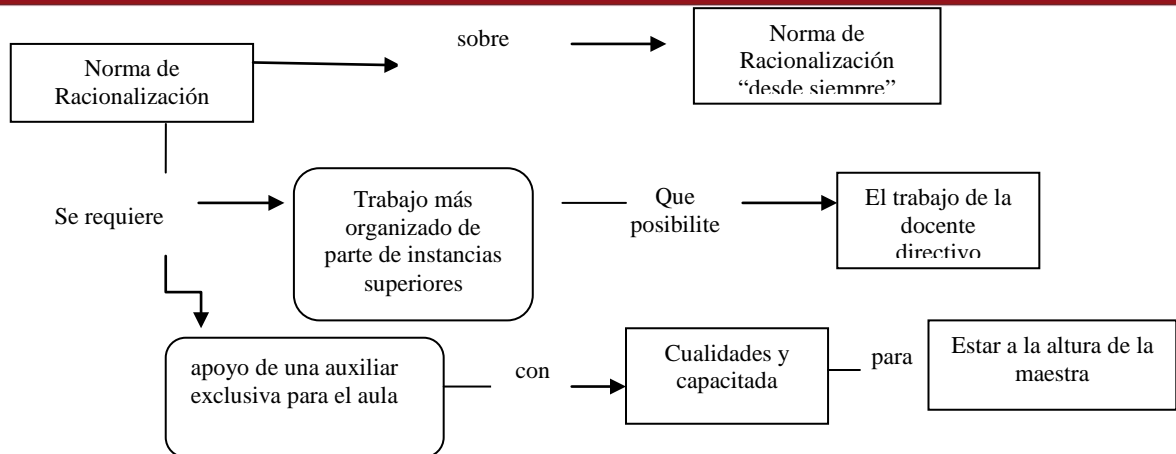 Norma de
Racionalización
sobre
Norma de
Racionalización
“desde siempre”
Se requiere
Trabajo más
organizado de
parte de instancias
superiores
Que
posibilite
El trabajo de la
docente
directivo
apoyo de una auxiliar
exclusiva para el aula
con
Cualidades y
capacitada
para
Estar a la altura de la
maestra